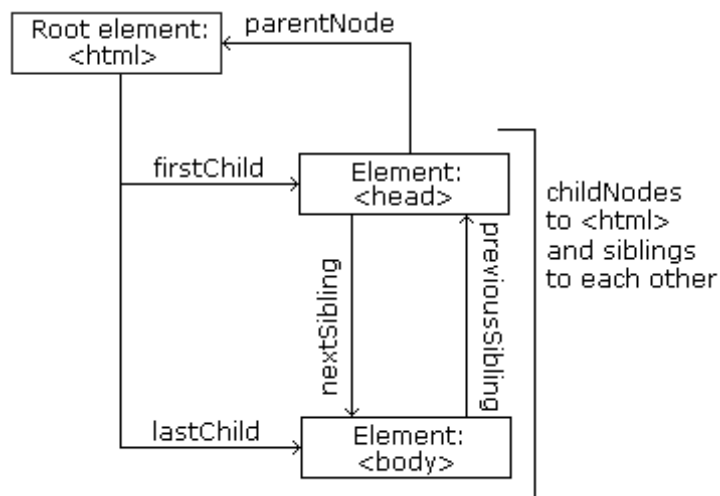 Root element:
<html>
parentNode
firstChild
Element:
<head>
childNodes
to <html>
and siblings
to each other
nextSibling
previousSibling
lastChild
Element:
<body>